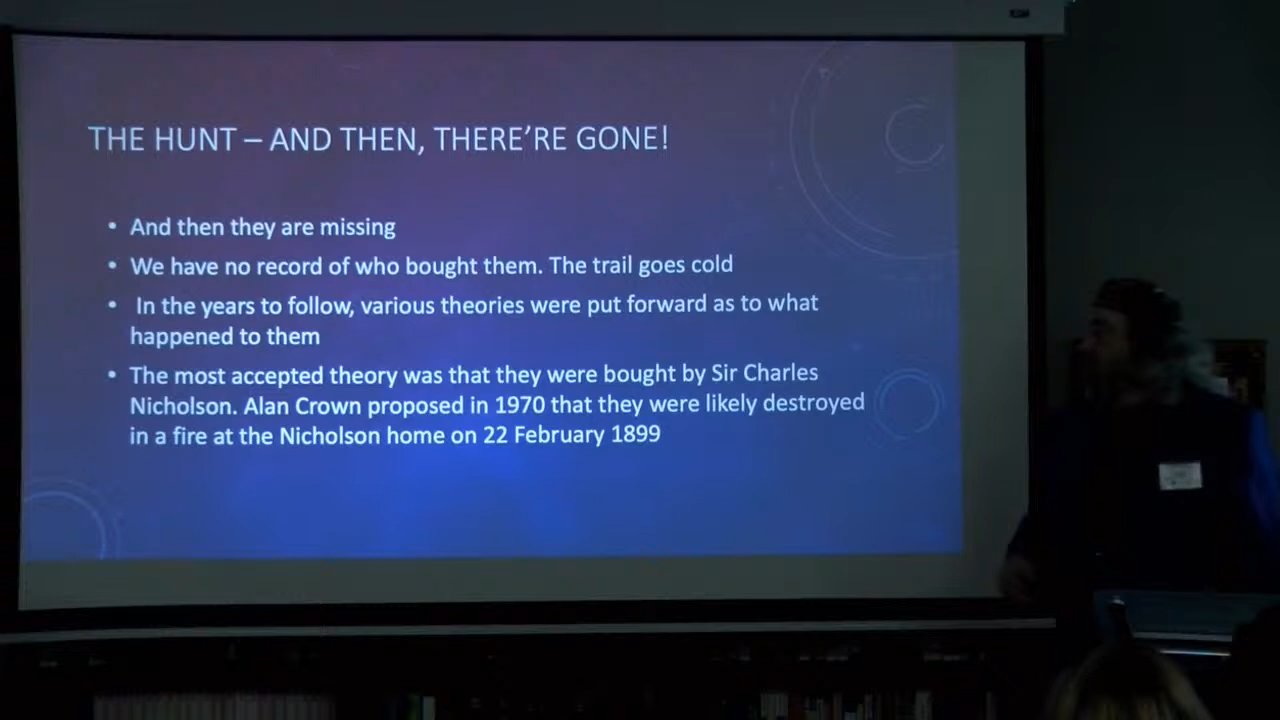 THE HUNT – AND THEN, THERE'RE GONE!
• And then they are missing
• We have no record of who bought them. The trail goes cold
• In the years to follow, various theories were put forward as to what
happened to them
• The most accepted theory was that they were bought by Sir Charles
Nicholson. Alan Crown proposed in 1970 that they were likely destroyed
in a fire at the Nicholson home on 22 February 1899